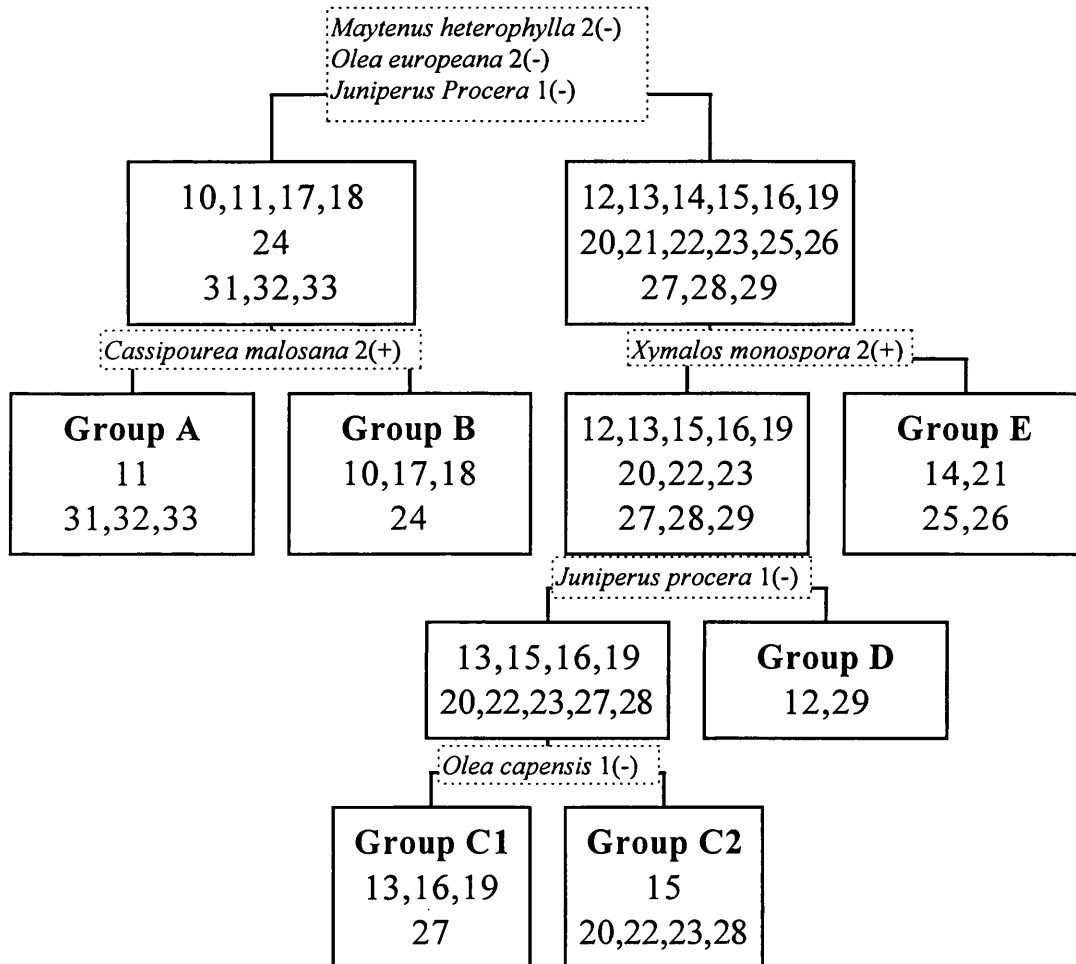 Maytenus heterophylla 2(-)
Olea europeana 2(-)
Juniperus Procera 1(-)
10,11,17,18
24
31,32,33
12,13,14,15,16,19
20,21,22,23,25,26
27,28,29
Cassipourea malosana 2(+)
Xymalos monospora 2(+)
Group A
11
31,32,33
Group B
10,17,18
24
12,13,15,16,19
20,22,23
27,28,29
Group E
14,21
25,26
Juniperus procera 1(-)
13,15,16,19
20,22,23,27,28
Group D
12,29
Olea capensis 1(-)
Group C1
13,16,19
27
Group C2
15
20,22,23,28